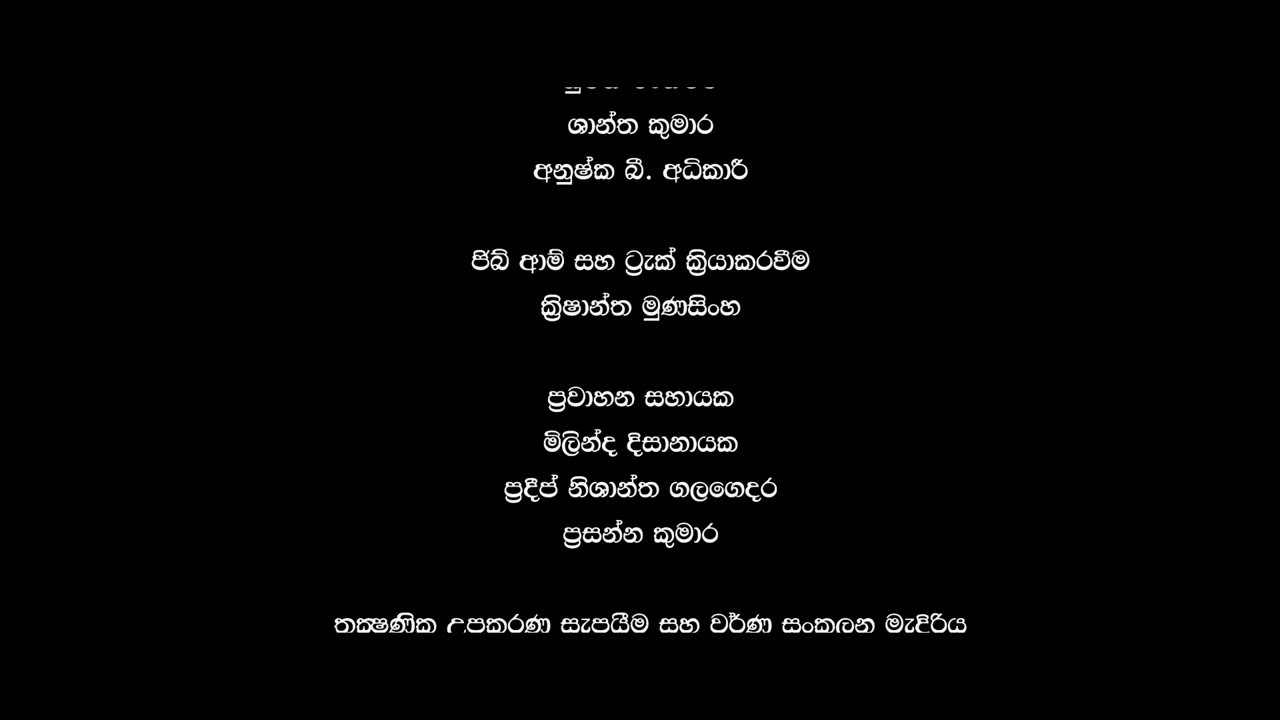 ශාන්ත කුමාර
අනුෂ්ක බී. අධිකාරී
ජිබ් ආම් සහ ට්‍රැක් ක්‍රියාකරවීම
ක්‍රිෂාන්ත මුණසිංහ
ප්‍රවාහන සහායක
මිලින්ද දිසානායක
ප්‍රදීප් නිශාන්ත ගලගෙදර
ප්‍රසන්න කුමාර
තාක්‍ෂණික උපකරණ සැපයීම සහ වර්ණ සංකලන මැදිරිය